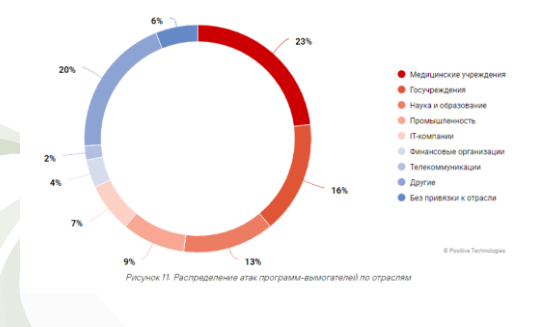 6%
23%
20%
2%
4%
7%
9%
13%
16%
Медицинские учреждения
Госучреждения
Наука и образование
Промышленность
IT-компании
Финансовые организации
Телекоммуникации
Другие
Без привязки к отрасли
© Positive Technologies
Рисунок 11. Распределение атак программ-вымогателей по отраслям